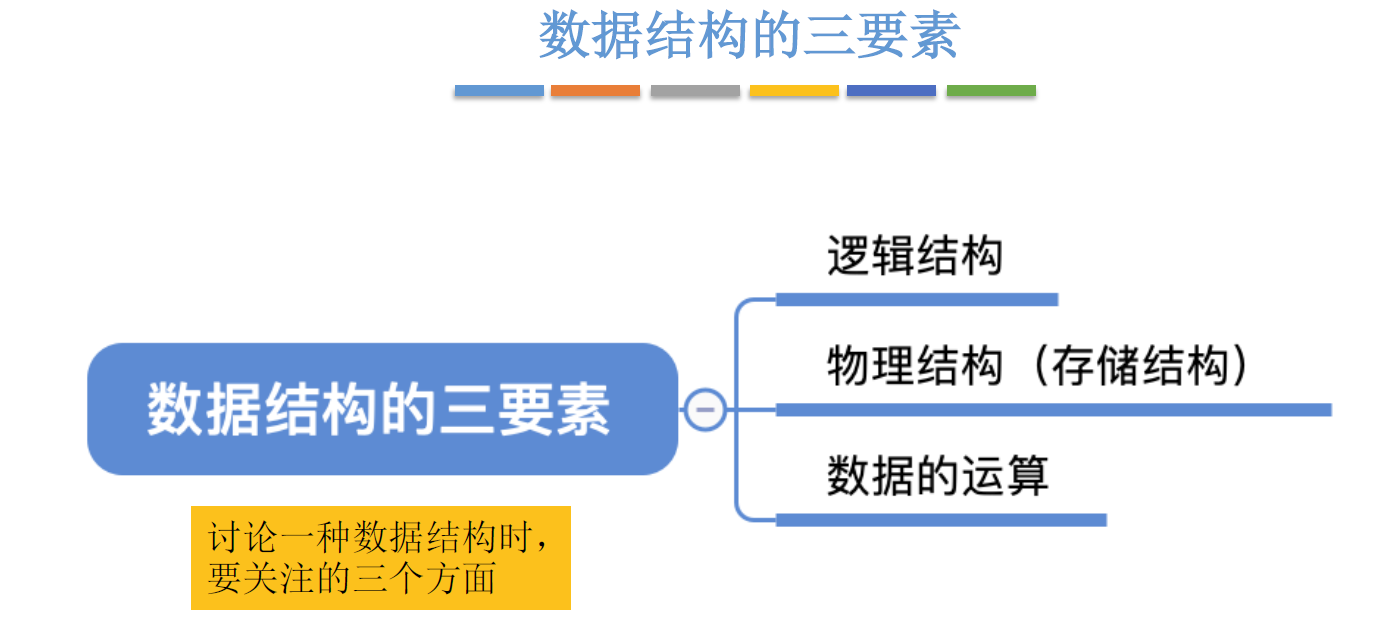 数据结构的三要素
逻辑结构
物理结构（存储结构）
数据结构的三要素
数据的运算
讨论一种数据结构时，
要关注的三个方面